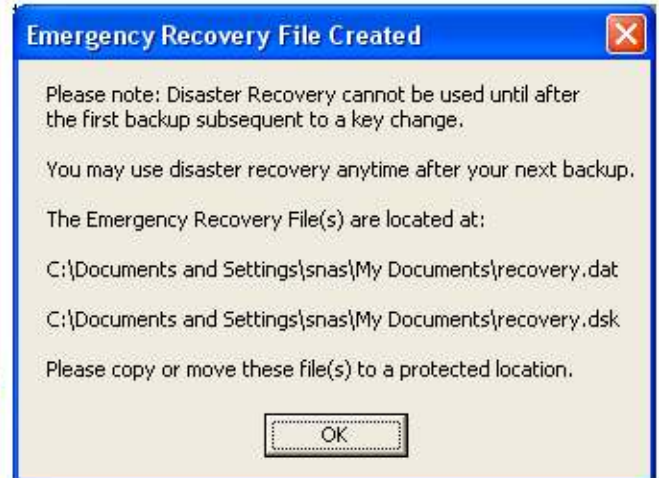 Emergency Recovery File Created
Please note: Disaster Recovery cannot be used until after
the first backup subsequent to a key change.
You may use disaster recovery anytime after your next backup.
The Emergency Recovery File(s) are located at:
C:\Documents and Settings\snas\My Documents\recovery.dat
C:\Documents and Settings\snas\My Documents\recovery.dsk
Please copy or move these file(s) to a protected location.
OK